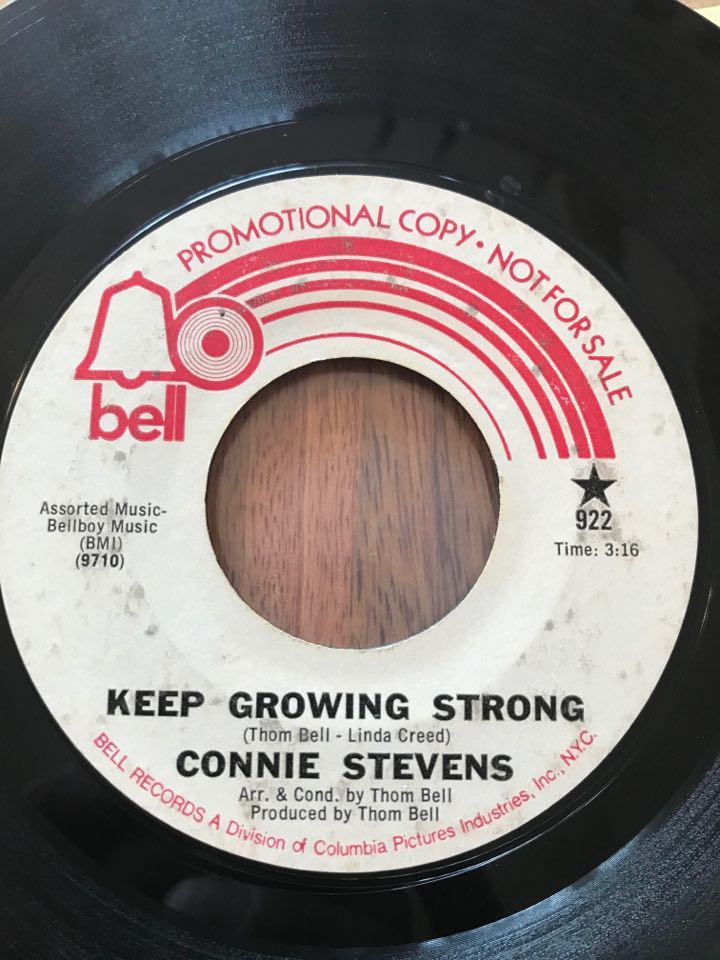 PROMOTIONAL COPY • NOT FOR SALE
bell
Assorted Music-
Bellboy Music
(BMI)
(9710)
★
922
Time: 3:16
KEEP GROWING STRONG
(Thom Bell - Linda Creed)
CONNIE STEVENS
Arr. & Cond. by Thom Bell
Produced by Thom Bell
BELL RECORDS A Division of Columbia Pictures Industries, Inc., N.Y.C.